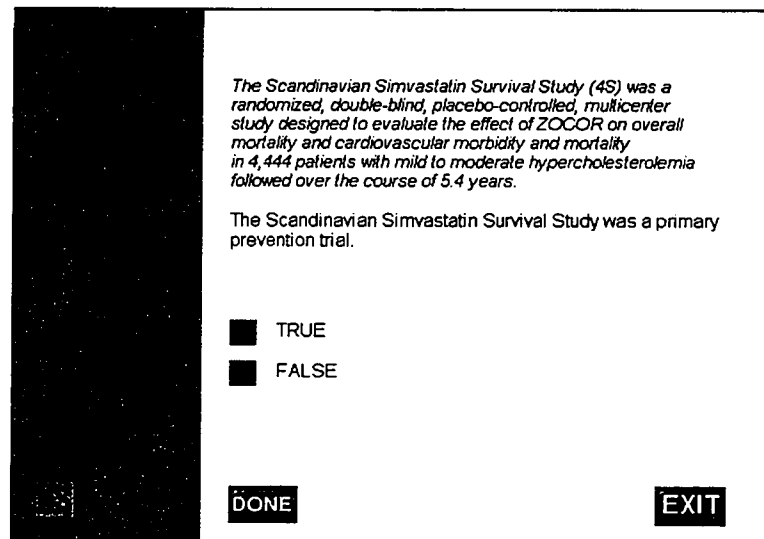 The Scandinavian Simvastatin Survival Study (4S) was a
randomized, double-blind, placebo-controlled, multicenter
study designed to evaluate the effect of ZOCOR on overall
mortality and cardiovascular morbidity and mortality
in 4,444 patients with mild to moderate hypercholesterolemia
followed over the course of 5.4 years.
The Scandinavian Simvastatin Survival Study was a primary
prevention trial.
TRUE
FALSE
DONE
EXIT